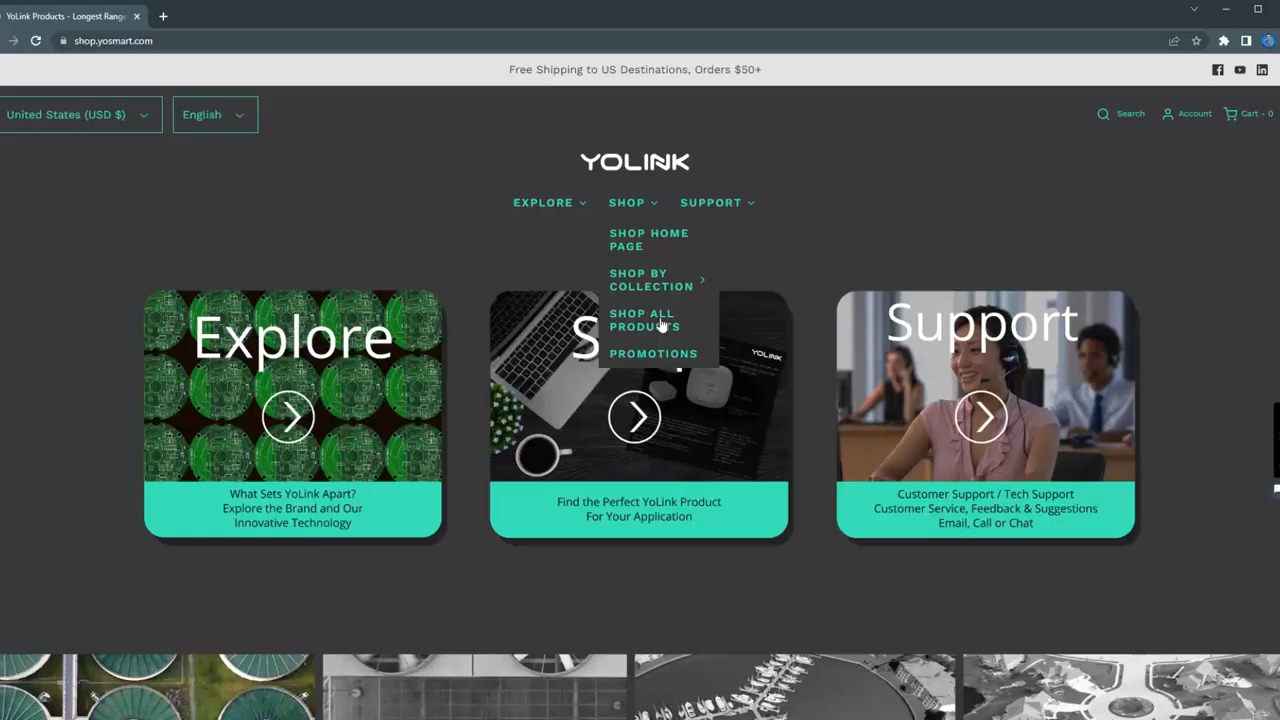 YoLink Products - Longest Range
shop.yosmart.com
Free Shipping to US Destinations, Orders $50+
United States (USD $)
English
Search
Account
Cart - 0
YOLINK
EXPLORE
SHOP
SUPPORT
SHOP HOME
PAGE
SHOP BY
COLLECTION
SHOP ALL
PRODUCTS
PROMOTIONS
Explore
What Sets YoLink Apart?
Explore the Brand and Our
Innovative Technology
YOLINK
Find the Perfect YoLink Product
For Your Application
Support
Customer Support / Tech Support
Customer Service, Feedback & Suggestions
Email, Call or Chat